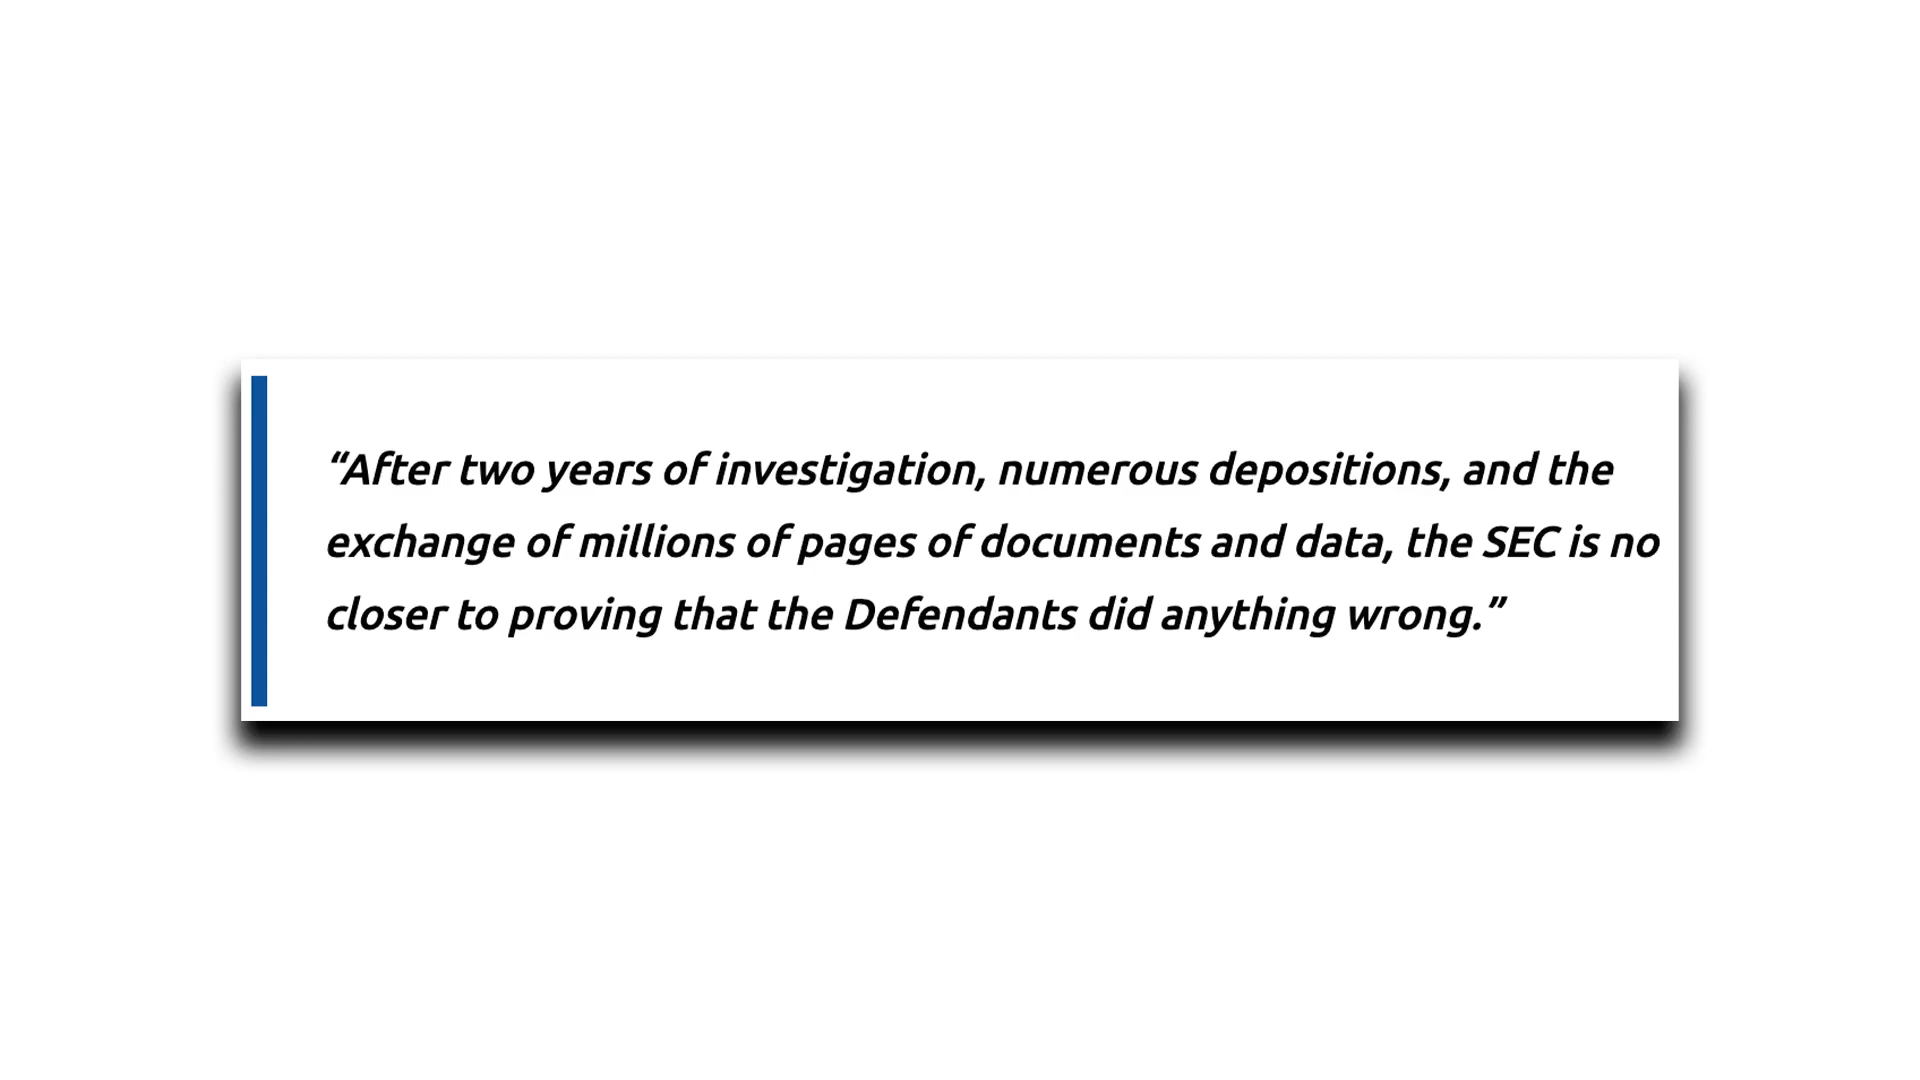 “After two years of investigation, numerous depositions, and the
exchange of millions of pages of documents and data, the SEC is no
closer to proving that the Defendants did anything wrong.”